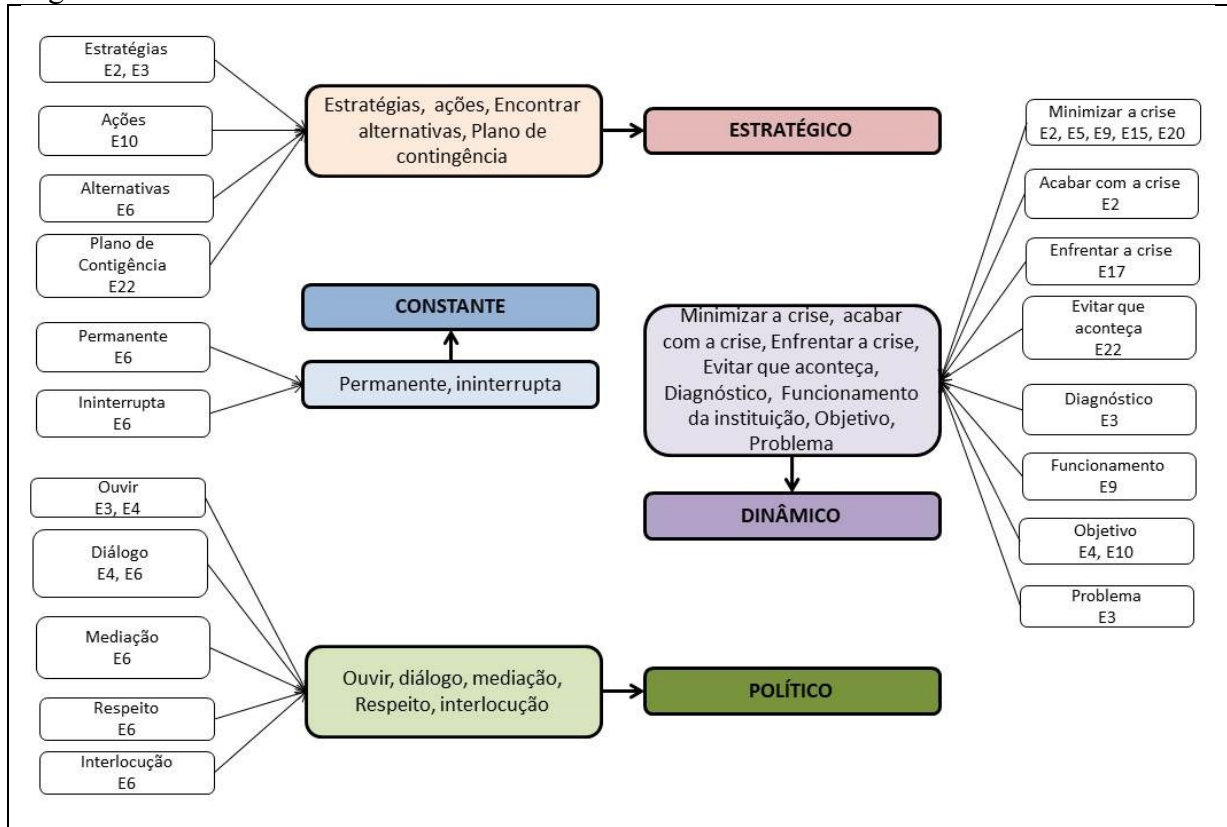 Estratégias
E2, E3
Ações
E10
Alternativas
E6
Plano de
Contigência
E22
Estratégias, ações, Encontrar
alternativas, Plano de
contingência
ESTRATÉGICO
Permanente
E6
Ininterrupta
E6
CONSTANTE
Permanente, ininterrupta
Minimizar a crise, acabar
com a crise, Enfrentar a crise,
Evitar que aconteça,
Diagnóstico, Funcionamento
da instituição, Objetivo,
Problema
DINÂMICO
Minimizar a crise
E2, E5, E9, E15, E20
Acabar com a crise
E2
Enfrentar a crise
E17
Evitar que
aconteça
E22
Diagnóstico
E3
Funcionamento
E9
Objetivo
E4, E10
Problema
E3
Ouvir
E3, E4
Diálogo
E4, E6
Mediação
E6
Respeito
E6
Interlocução
E6
Ouvir, diálogo, mediação,
Respeito, interlocução
POLÍTICO